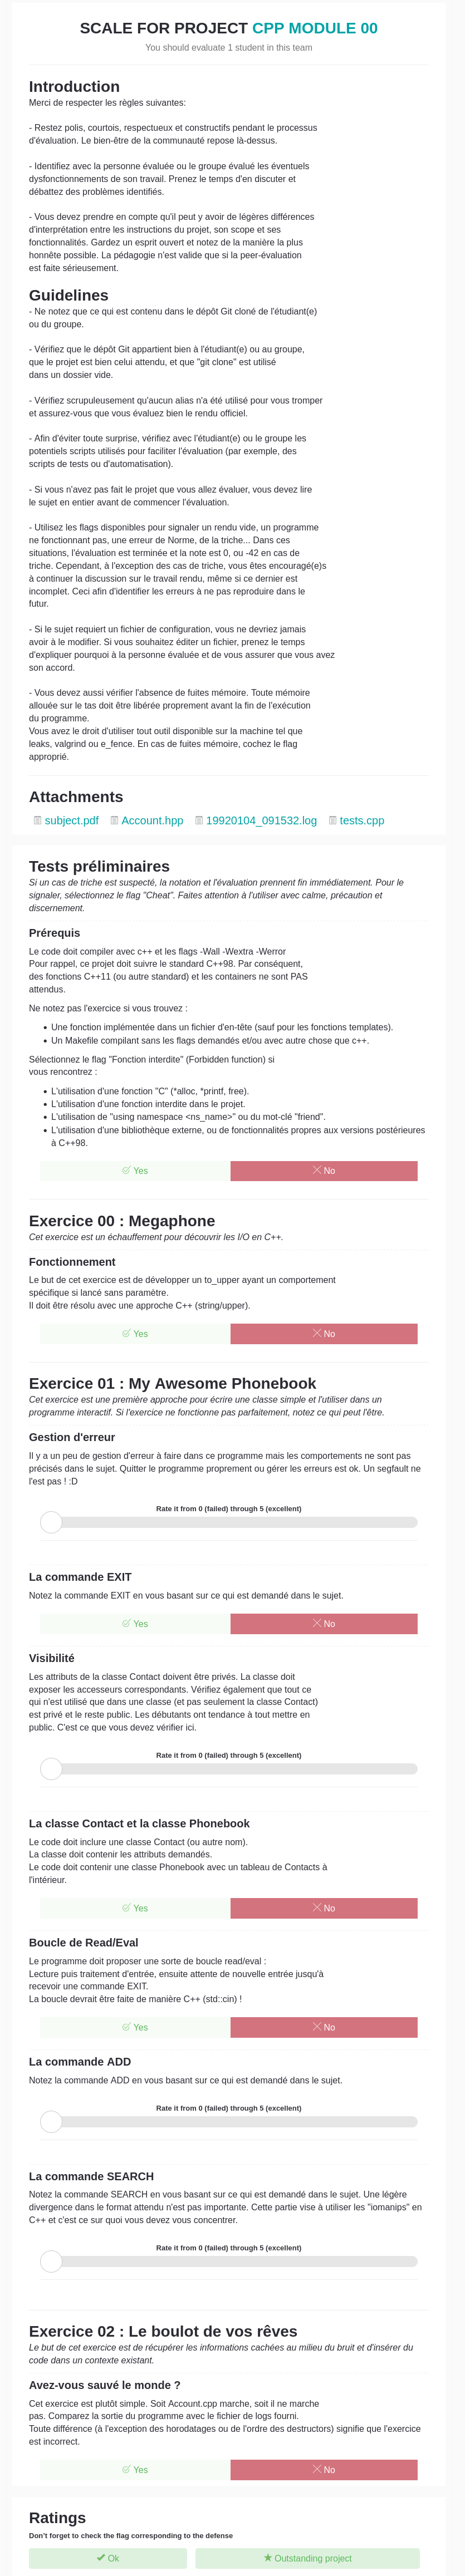 SCALE FOR PROJECT CPP MODULE 00
You should evaluate 1 student in this team
Introduction
Merci de respecter les règles suivantes:
- Restez polis, courtois, respectueux et constructifs pendant le processus
d'évaluation. Le bien-être de la communauté repose là-dessus.
- Identifiez avec la personne évaluée ou le groupe évalué les éventuels
dysfonctionnements de son travail. Prenez le temps d'en discuter et
débattez des problèmes identifiés.
- Vous devez prendre en compte qu'il peut y avoir de légères différences
d'interprétation entre les instructions du projet, son scope et ses
fonctionnalités. Gardez un esprit ouvert et notez de la manière la plus
honnête possible. La pédagogie n'est valide que si la peer-évaluation
est faite sérieusement.
Guidelines
- Ne notez que ce qui est contenu dans le dépôt Git cloné de l'étudiant(e)
ou du groupe.
- Vérifiez que le dépôt Git appartient bien à l'étudiant(e) ou au groupe,
que le projet est bien celui attendu, et que "git clone" est utilisé
dans un dossier vide.
- Vérifiez scrupuleusement qu'aucun alias n'a été utilisé pour vous tromper
et assurez-vous que vous évaluez bien le rendu officiel.
- Afin d'éviter toute surprise, vérifiez avec l'étudiant(e) ou le groupe les
potentiels scripts utilisés pour faciliter l'évaluation (par exemple, des
scripts de tests ou d'automatisation).
- Si vous n'avez pas fait le projet que vous allez évaluer, vous devez lire
le sujet en entier avant de commencer l'évaluation.
- Utilisez les flags disponibles pour signaler un rendu vide, un programme
ne fonctionnant pas, une erreur de Norme, de la triche... Dans ces
situations, l'évaluation est terminée et la note est 0, ou -42 en cas de
triche. Cependant, à l'exception des cas de triche, vous êtes encouragé(e)s
à continuer la discussion sur le travail rendu, même si ce dernier est
incomplet. Ceci afin d'identifier les erreurs à ne pas reproduire dans le
futur.
- Si le sujet requiert un fichier de configuration, vous ne devriez jamais
avoir à le modifier. Si vous souhaitez éditer un fichier, prenez le temps
d'expliquer pourquoi à la personne évaluée et de vous assurer que vous avez
son accord.
- Vous devez aussi vérifier l'absence de fuites mémoire. Toute mémoire
allouée sur le tas doit être libérée proprement avant la fin de l'exécution
du programme.
Vous avez le droit d'utiliser tout outil disponible sur la machine tel que
leaks, valgrind ou e_fence. En cas de fuites mémoire, cochez le flag
approprié.
Attachments
subject.pdf Account.hpp 19920104_091532.log tests.cpp
Tests préliminaires
Si un cas de triche est suspecté, la notation et l'évaluation prennent fin immédiatement. Pour le
signaler, sélectionnez le flag "Cheat". Faites attention à l'utiliser avec calme, précaution et
discernement.
Prérequis
Le code doit compiler avec c++ et les flags -Wall -Wextra -Werror
Pour rappel, ce projet doit suivre le standard C++98. Par conséquent,
des fonctions C++11 (ou autre standard) et les containers ne sont PAS
attendus.
Ne notez pas l'exercice si vous trouvez :
• Une fonction implémentée dans un fichier d'en-tête (sauf pour les fonctions templates).
• Un Makefile compilant sans les flags demandés et/ou avec autre chose que c++.
Sélectionnez le flag "Fonction interdite" (Forbidden function) si
vous rencontrez :
• L'utilisation d'une fonction "C" (*alloc, *printf, free).
• L'utilisation d'une fonction interdite dans le projet.
• L'utilisation de "using namespace <ns_name>" ou du mot-clé "friend".
• L'utilisation d'une bibliothèque externe, ou de fonctionnalités propres aux versions postérieures
à C++98.
Yes No
Exercice 00 : Megaphone
Cet exercice est un échauffement pour découvrir les I/O en C++.
Fonctionnement
Le but de cet exercice est de développer un to_upper ayant un comportement
spécifique si lancé sans paramètre.
Il doit être résolu avec une approche C++ (string/upper).
Yes No
Exercice 01 : My Awesome Phonebook
Cet exercice est une première approche pour écrire une classe simple et l'utiliser dans un
programme interactif. Si l'exercice ne fonctionne pas parfaitement, notez ce qui peut l'être.
Gestion d'erreur
Il y a un peu de gestion d'erreur à faire dans ce programme mais les comportements ne sont pas
précisés dans le sujet. Quitter le programme proprement ou gérer les erreurs est ok. Un segfault ne
l'est pas ! :D
Rate it from 0 (failed) through 5 (excellent)
La commande EXIT
Notez la commande EXIT en vous basant sur ce qui est demandé dans le sujet.
Yes No
Visibilité
Les attributs de la classe Contact doivent être privés. La classe doit
exposer les accesseurs correspondants. Vérifiez également que tout ce
qui n'est utilisé que dans une classe (et pas seulement la classe Contact)
est privé et le reste public. Les débutants ont tendance à tout mettre en
public. C'est ce que vous devez vérifier ici.
Rate it from 0 (failed) through 5 (excellent)
La classe Contact et la classe Phonebook
Le code doit inclure une classe Contact (ou autre nom).
La classe doit contenir les attributs demandés.
Le code doit contenir une classe Phonebook avec un tableau de Contacts à
l'intérieur.
Yes No
Boucle de Read/Eval
Le programme doit proposer une sorte de boucle read/eval :
Lecture puis traitement d'entrée, ensuite attente de nouvelle entrée jusqu'à
recevoir une commande EXIT.
La boucle devrait être faite de manière C++ (std::cin) !
Yes No
La commande ADD
Notez la commande ADD en vous basant sur ce qui est demandé dans le sujet.
Rate it from 0 (failed) through 5 (excellent)
La commande SEARCH
Notez la commande SEARCH en vous basant sur ce qui est demandé dans le sujet. Une légère
divergence dans le format attendu n'est pas importante. Cette partie vise à utiliser les "iomanips" en
C++ et c'est ce sur quoi vous devez vous concentrer.
Rate it from 0 (failed) through 5 (excellent)
Exercice 02 : Le boulot de vos rêves
Le but de cet exercice est de récupérer les informations cachées au milieu du bruit et d'insérer du
code dans un contexte existant.
Avez-vous sauvé le monde ?
Cet exercice est plutôt simple. Soit Account.cpp marche, soit il ne marche
pas. Comparez la sortie du programme avec le fichier de logs fourni.
Toute différence (à l'exception des horodatages ou de l'ordre des destructors) signifie que l'exercice
est incorrect.
Yes No
Ratings
Don't forget to check the flag corresponding to the defense
Ok Outstanding project